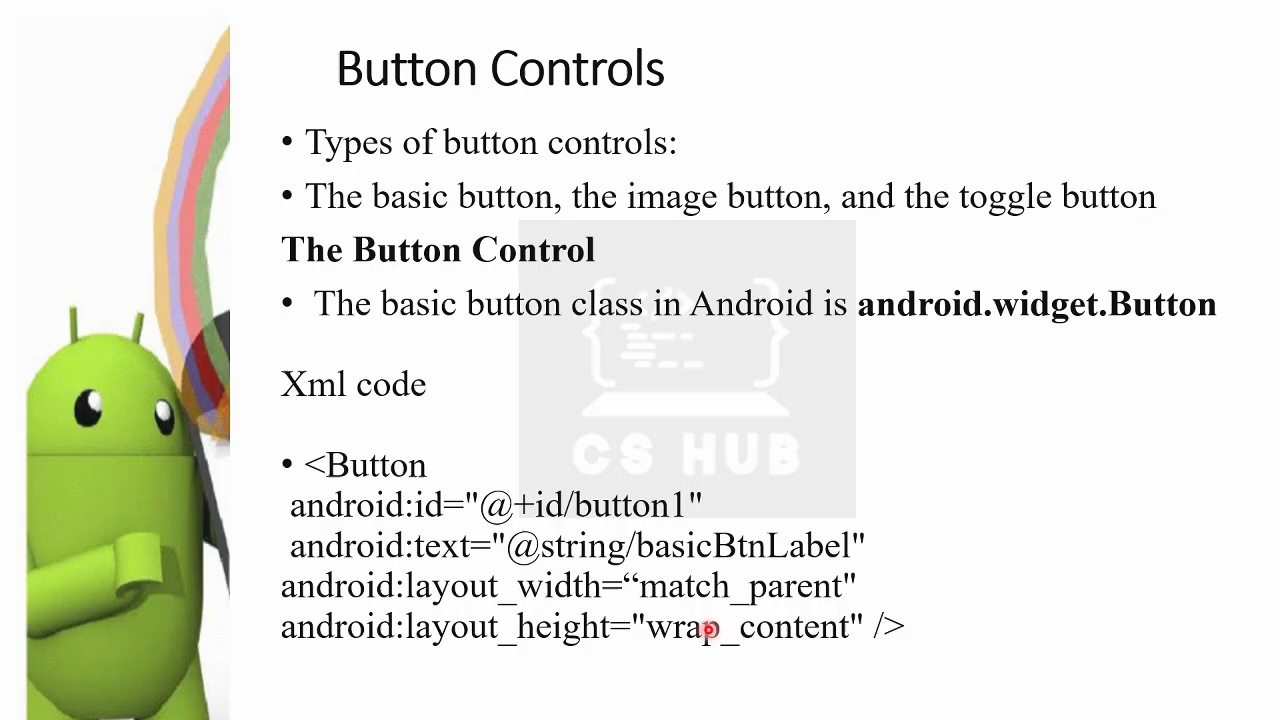 Button Controls
• Types of button controls:
• The basic button, the image button, and the toggle button
The Button Control
• The basic button class in Android is android.widget.Button
Xml code
• <Button
android:id="@+id/button1"
android:text="@string/basicBtnLabel"
android:layout_width=“match_parent"
android:layout_height="wrap_content" />
CS HUB